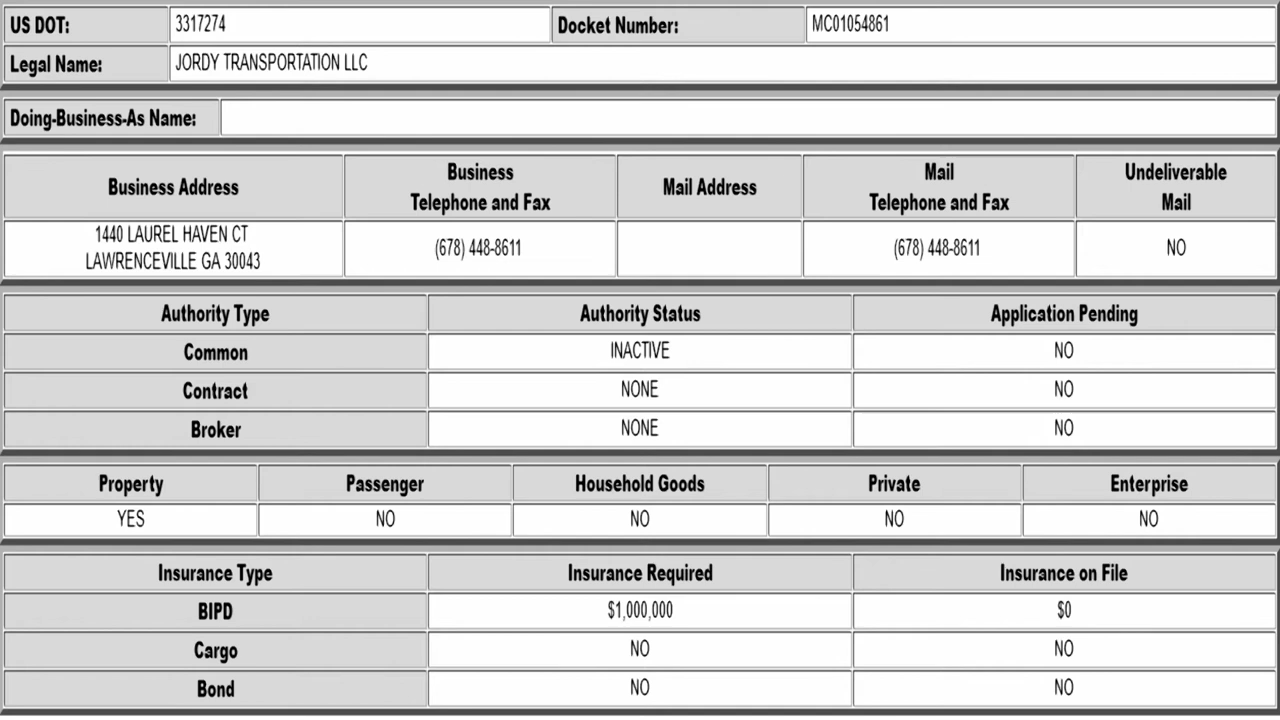 US DOT: 3317274 Docket Number: MC01054861
Legal Name: JORDY TRANSPORTATION LLC
Doing-Business-As Name:
Business Address Business Telephone and Fax Mail Address Mail Telephone and Fax Undeliverable Mail
1440 LAUREL HAVEN CT
LAWRENCEVILLE GA 30043 (678) 448-8611 (678) 448-8611 NO
Authority Type Authority Status Application Pending
Common INACTIVE NO
Contract NONE NO
Broker NONE NO
Property Passenger Household Goods Private Enterprise
YES NO NO NO NO
Insurance Type Insurance Required Insurance on File
BIPD $1,000,000 $0
Cargo NO NO
Bond NO NO